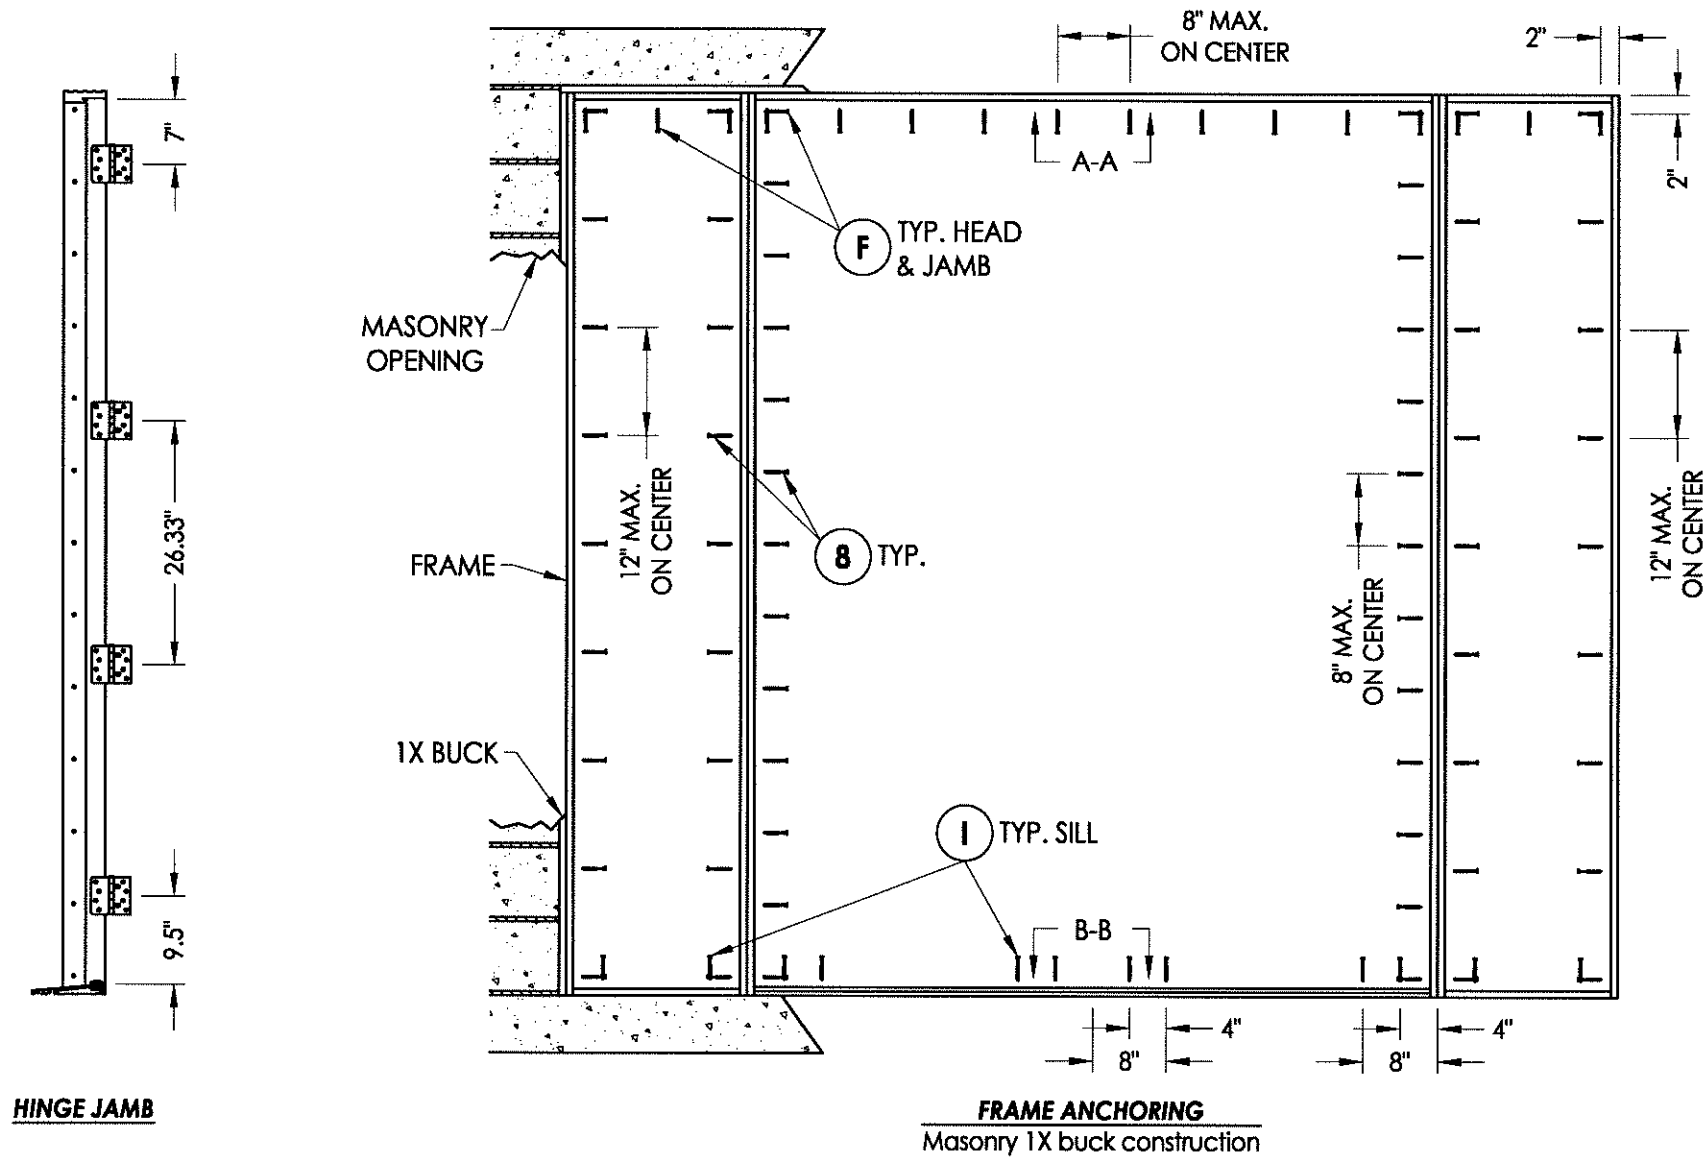 8" MAX.
ON CENTER
2"
2"
7"
A-A
F
TYP. HEAD
& JAMB
MASONRY
OPENING
12" MAX.
ON CENTER
12" MAX.
ON CENTER
26.33"
FRAME
8
TYP.
8" MAX.
ON CENTER
1X BUCK
I
TYP. SILL
9.5"
B-B
4"
8"
4"
8"
HINGE JAMB
FRAME ANCHORING
Masonry 1X buck construction